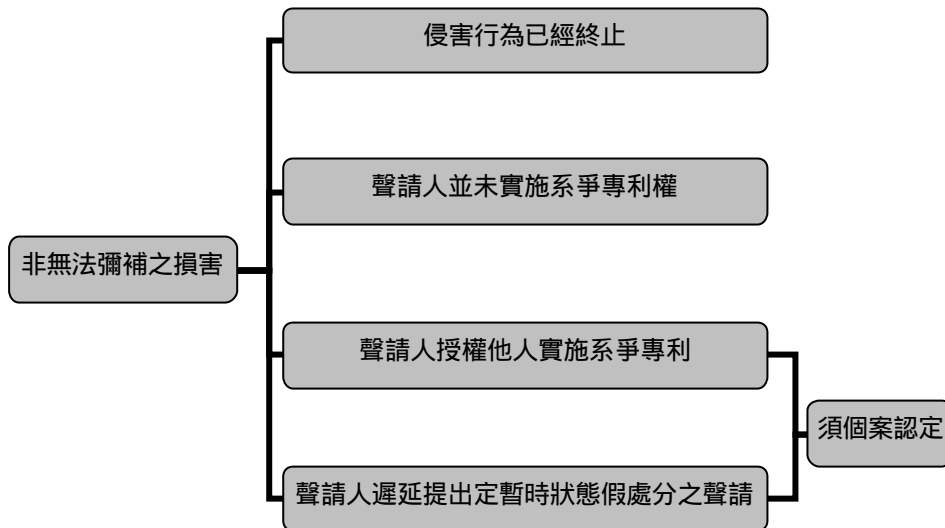 侵害行為已經終止
聲請人並未實施系爭專利權
非無法彌補之損害
聲請人授權他人實施系爭專利
須個案認定
聲請人遲延提出定暫時狀態假處分之聲請